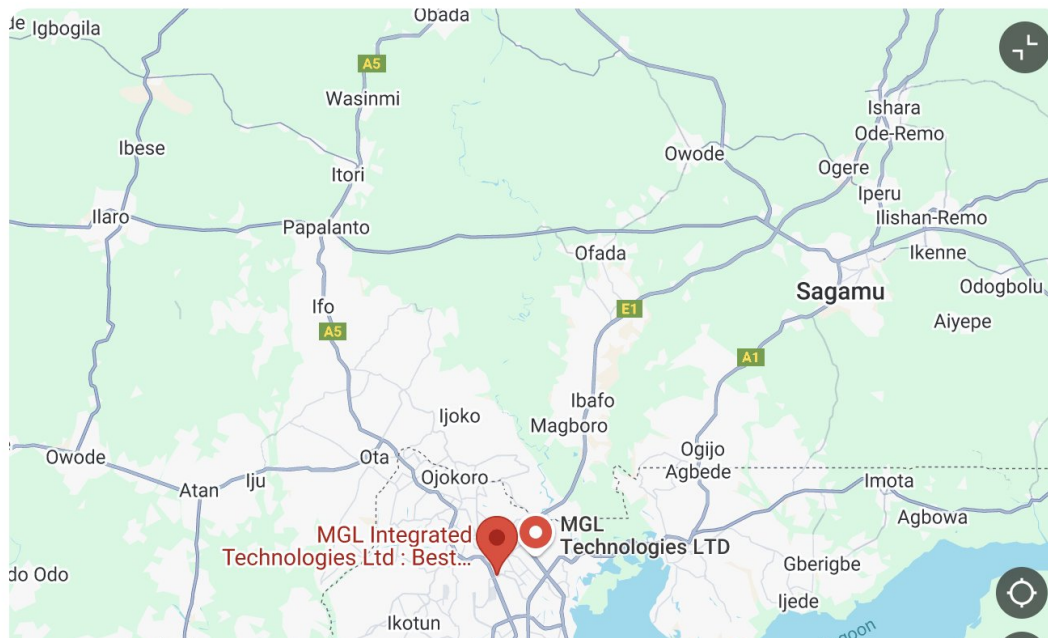 Obada
Igbogila
A5
Wasinmi
Ishara
Ode-Remo
Ibese
Owode
Ogere
Itori
Iperu
Ilaro
Ilishan-Remo
Papalanto
Ofada
Ikenne
Sagamu
Odogbolu
Ifo
E1
Aiyepe
A5
A1
Ibafo
Ijoko
Magboro
Ogijo
Owode
Ota
Agbede
Iju
Ojokoro
Imota
Atan
Agbowa
MGL Integrated
Technologies Ltd : Best...
MGL
Technologies LTD
Gberigbe
do Odo
Ijede
Ikotun